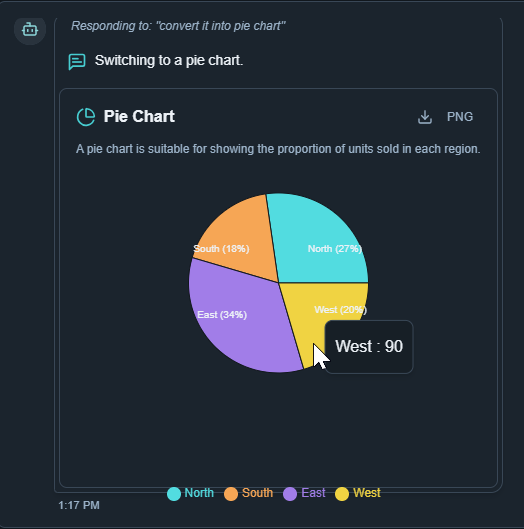 Responding to: "convert it into pie chart"
Switching to a pie chart.
Pie Chart
PNG
A pie chart is suitable for showing the proportion of units sold in each region.
South (18%)
North (27%)
East (34%)
West (20%)
West : 90
North South East West
1:17 PM